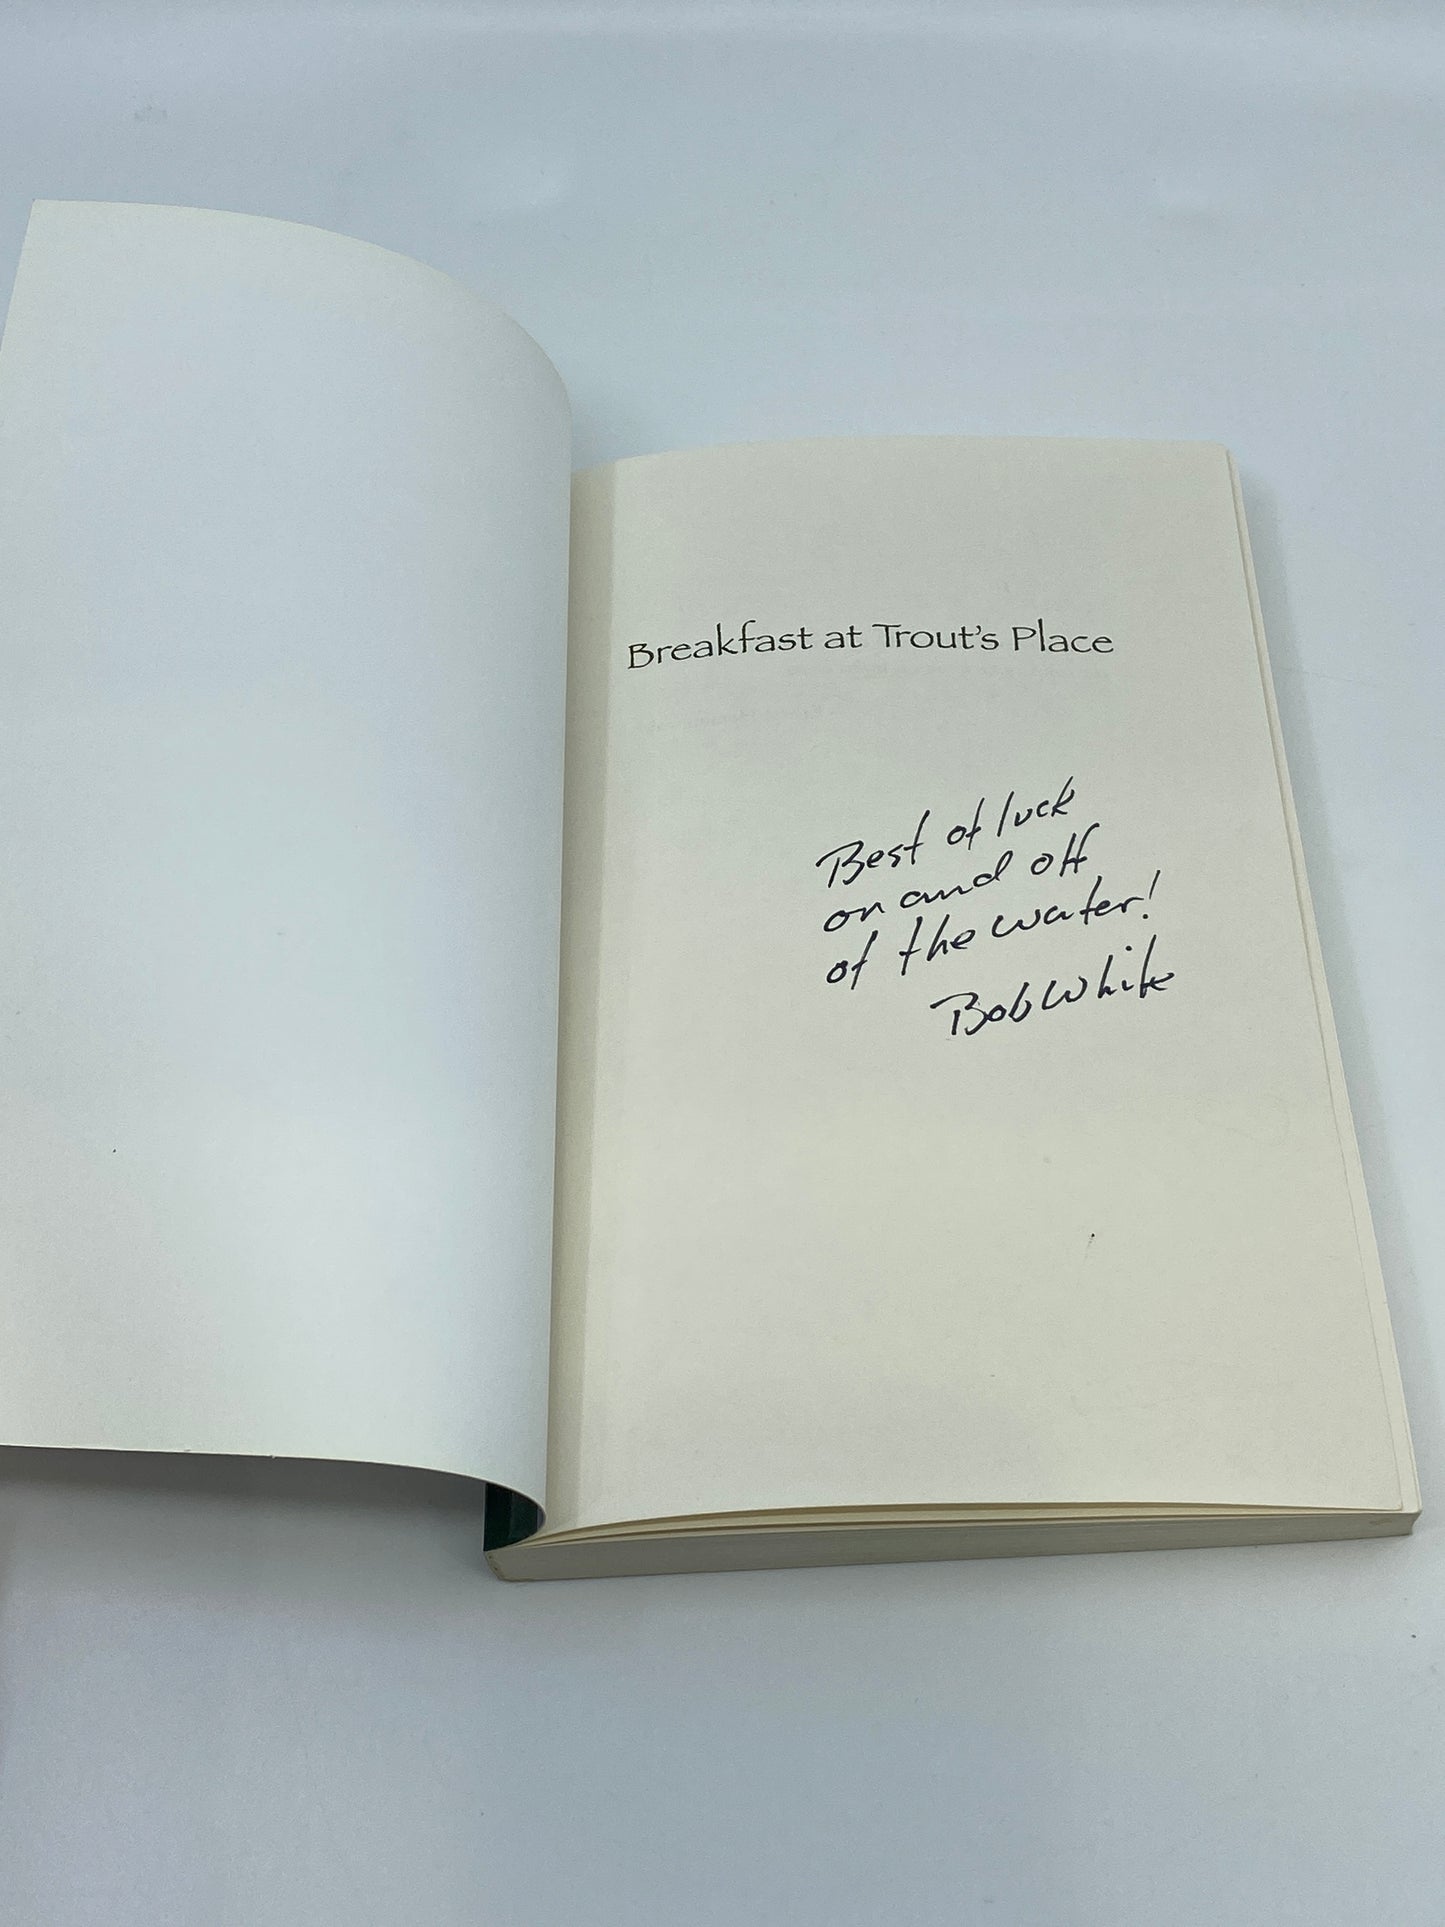 Breakfast at Trout's Place
Best of luck
on and off
of the water!
Bob White